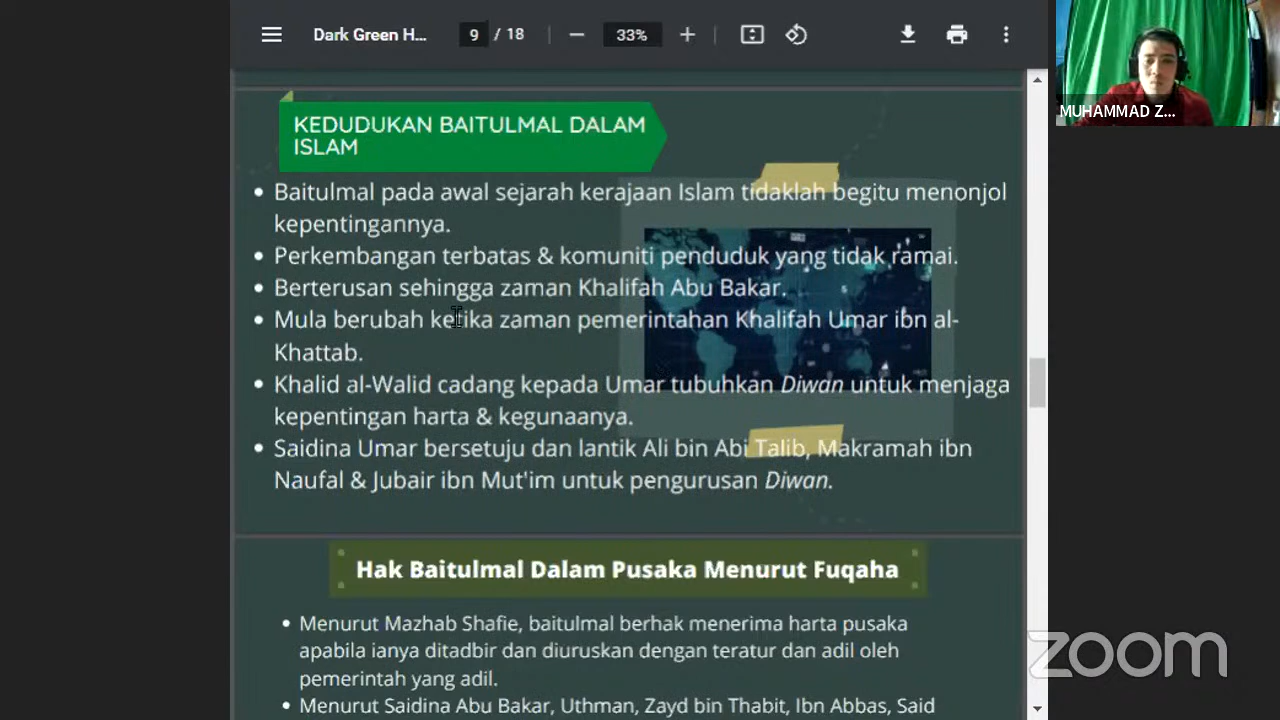 Dark Green H...
9 / 18
33%
MUHAMMAD Z...
KEDUDUKAN BAITULMAL DALAM
ISLAM
• Baitulmal pada awal sejarah kerajaan Islam tidaklah begitu menonjol
kepentingannya.
• Perkembangan terbatas & komuniti penduduk yang tidak ramai.
• Berterusan sehingga zaman Khalifah Abu Bakar.
• Mula berubah ketika zaman pemerintahan Khalifah Umar ibn al-
Khattab.
• Khalid al-Walid cadang kepada Umar tubuhkan Diwan untuk menjaga
kepentingan harta & kegunaanya.
• Saidina Umar bersetuju dan lantik Ali bin Abi Talib, Makramah ibn
Naufal & Jubair ibn Mut'im untuk pengurusan Diwan.
Hak Baitulmal Dalam Pusaka Menurut Fuqaha
• Menurut Mazhab Shafie, baitulmal berhak menerima harta pusaka
apabila ianya ditadbir dan diuruskan dengan teratur dan adil oleh
pemerintah yang adil.
• Menurut Saidina Abu Bakar, Uthman, Zayd bin Thabit, Ibn Abbas, Said
zoom